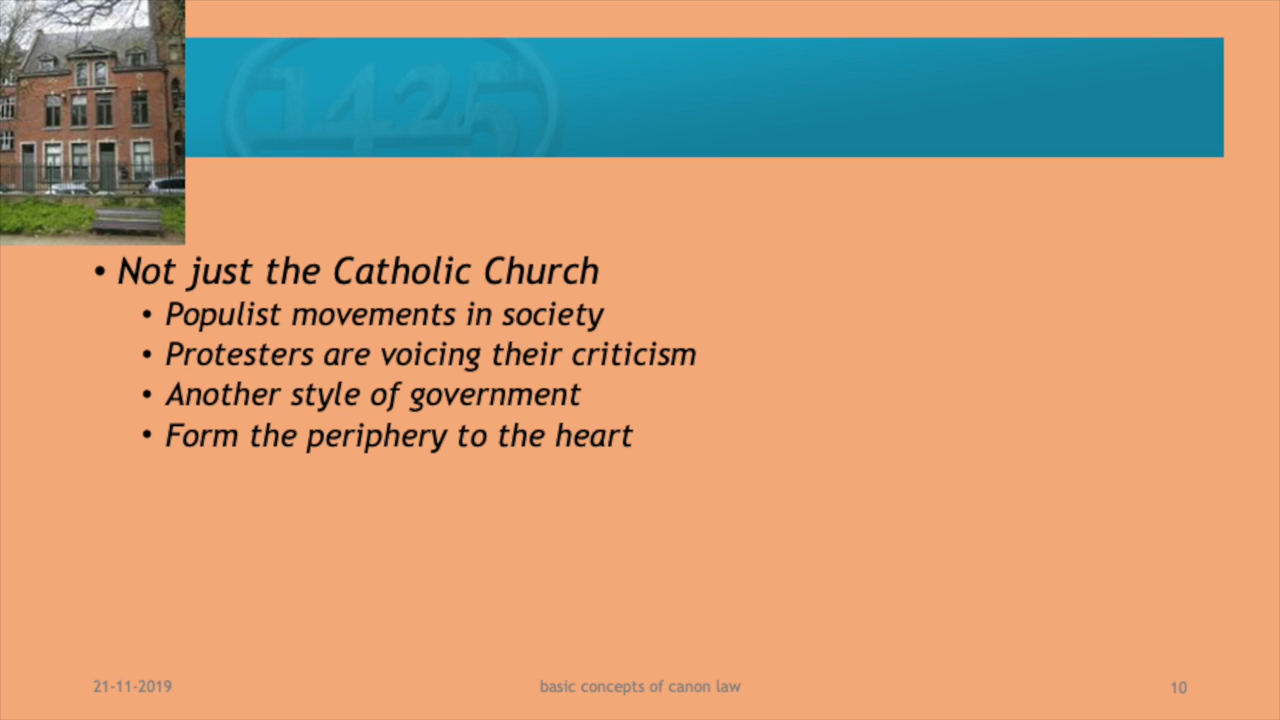 1425
• Not just the Catholic Church
• Populist movements in society
• Protesters are voicing their criticism
• Another style of government
• Form the periphery to the heart
21-11-2019
basic concepts of canon law
10